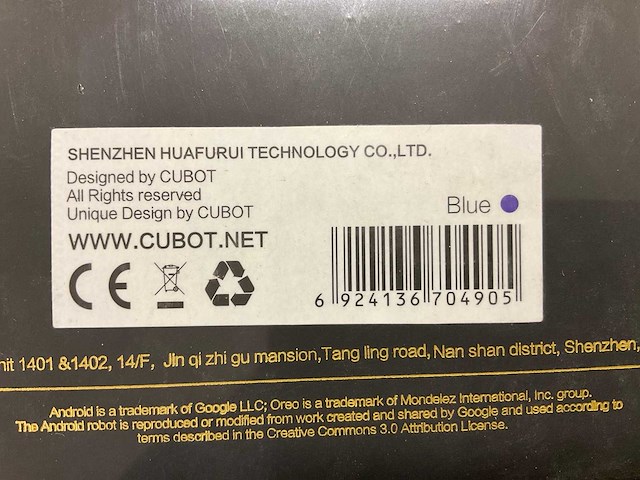 SHENZHEN HUAFURUI TECHNOLOGY CO.,LTD.
Designed by CUBOT
All Rights reserved
Unique Design by CUBOT
Blue
WWW.CUBOT.NET
CE
6 924136 704905
1401 &1402, 14/F, Jin qi zhi gu mansion,Tang ling road, Nan shan district, Shenzhen,
Android is a trademark of Google LLC; Oreo is a trademark of Mondelez International, Inc. group.
The Android robot is reproduced or modified from work created and shared by Google and used according to
terms described in the Creative Commons 3.0 Attribution License.